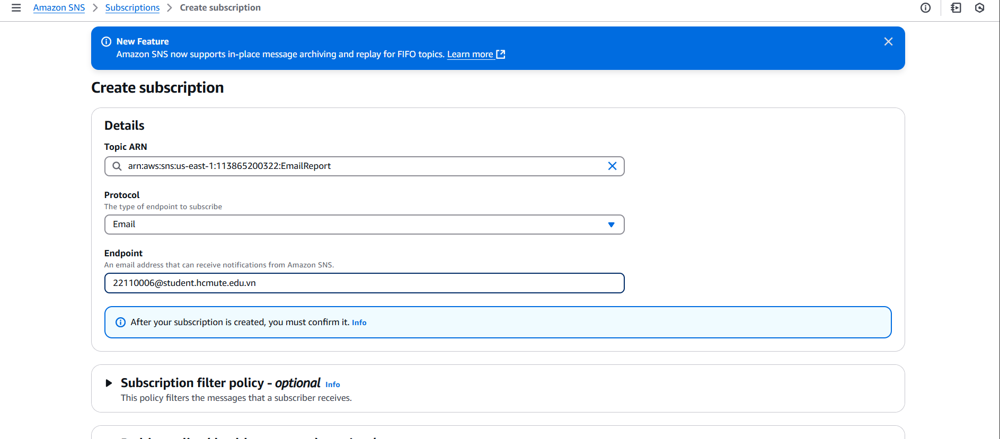 Amazon SNS > Subscriptions > Create subscription
New Feature
Amazon SNS now supports in-place message archiving and replay for FIFO topics. Learn more
Create subscription
Details
Topic ARN
arn:aws:sns:us-east-1:113865200322:EmailReport
Protocol
The type of endpoint to subscribe
Email
Endpoint
An email address that can receive notifications from Amazon SNS.
22110006@student.hcmute.edu.vn
After your subscription is created, you must confirm it. Info
Subscription filter policy - optional Info
This policy filters the messages that a subscriber receives.